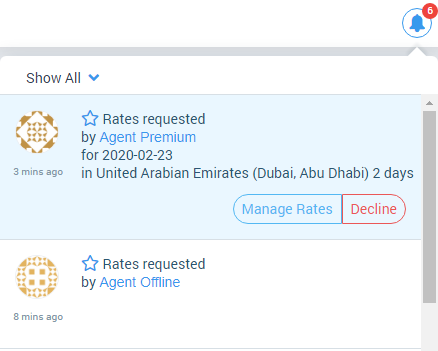 6
Show All
Rates requested
by Agent Premium
for 2020-02-23
in United Arabian Emirates (Dubai, Abu Dhabi) 2 days
3 mins ago
Manage Rates Decline
Rates requested
by Agent Offline
8 mins ago